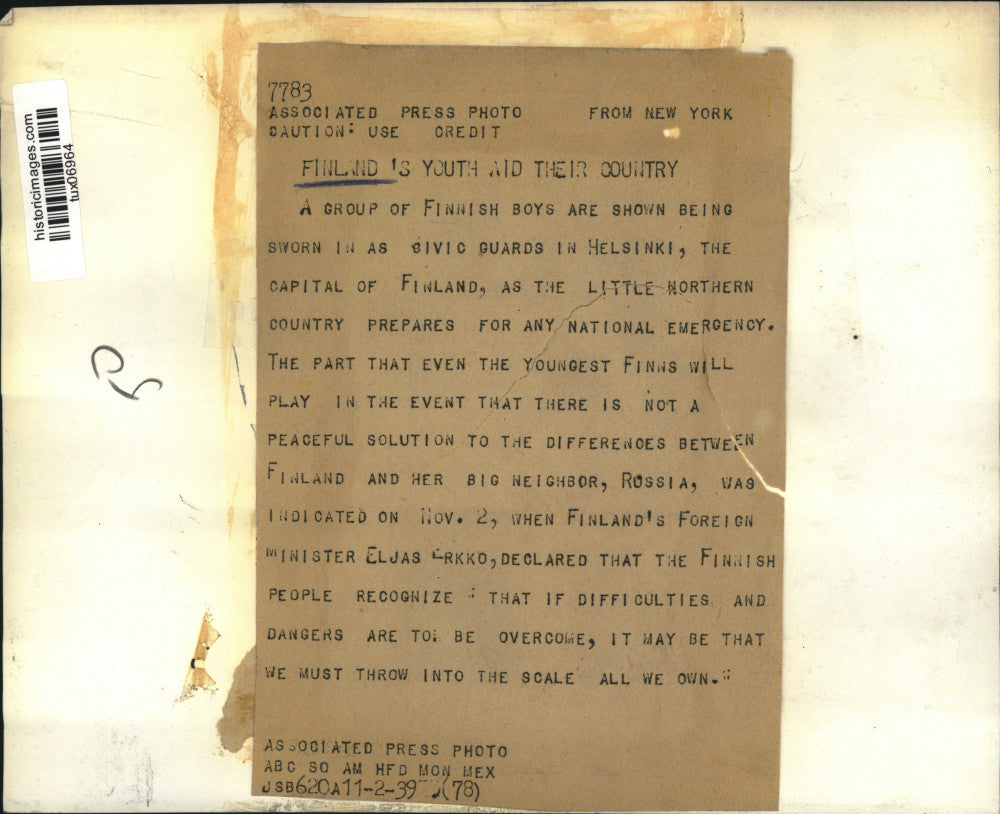 historicimages.com
tux06964
7783
ASSOCIATED PRESS PHOTO FROM NEW YORK
CAUTION: USE CREDIT
FINLAND 'S YOUTH AID THEIR COUNTRY
A GROUP OF FINNISH BOYS ARE SHOWN BEING
SWORN IN AS CIVIC GUARDS IN HELSINKI, THE
CAPITAL OF FINLAND, AS THE LITTLE NORTHERN
COUNTRY PREPARES FOR ANY NATIONAL EMERGENCY.
THE PART THAT EVEN THE YOUNGEST FINNS WILL
PLAY IN THE EVENT THAT THERE IS NOT A
PEACEFUL SOLUTION TO THE DIFFERENCES BETWEEN
FINLAND AND HER BIG NEIGHBOR, RUSSIA, WAS
INDICATED ON NOV. 2, WHEN FINLAND'S FOREIGN
MINISTER ELJAS ERKKO, DECLARED THAT THE FINNISH
PEOPLE RECOGNIZE " THAT IF DIFFICULTIES AND
DANGERS ARE TO BE OVERCOME, IT MAY BE THAT
WE MUST THROW INTO THE SCALE ALL WE OWN."
ASSOCIATED PRESS PHOTO
ABC SO AM HFD MON MEX
JSB620A11-2-39 (78)